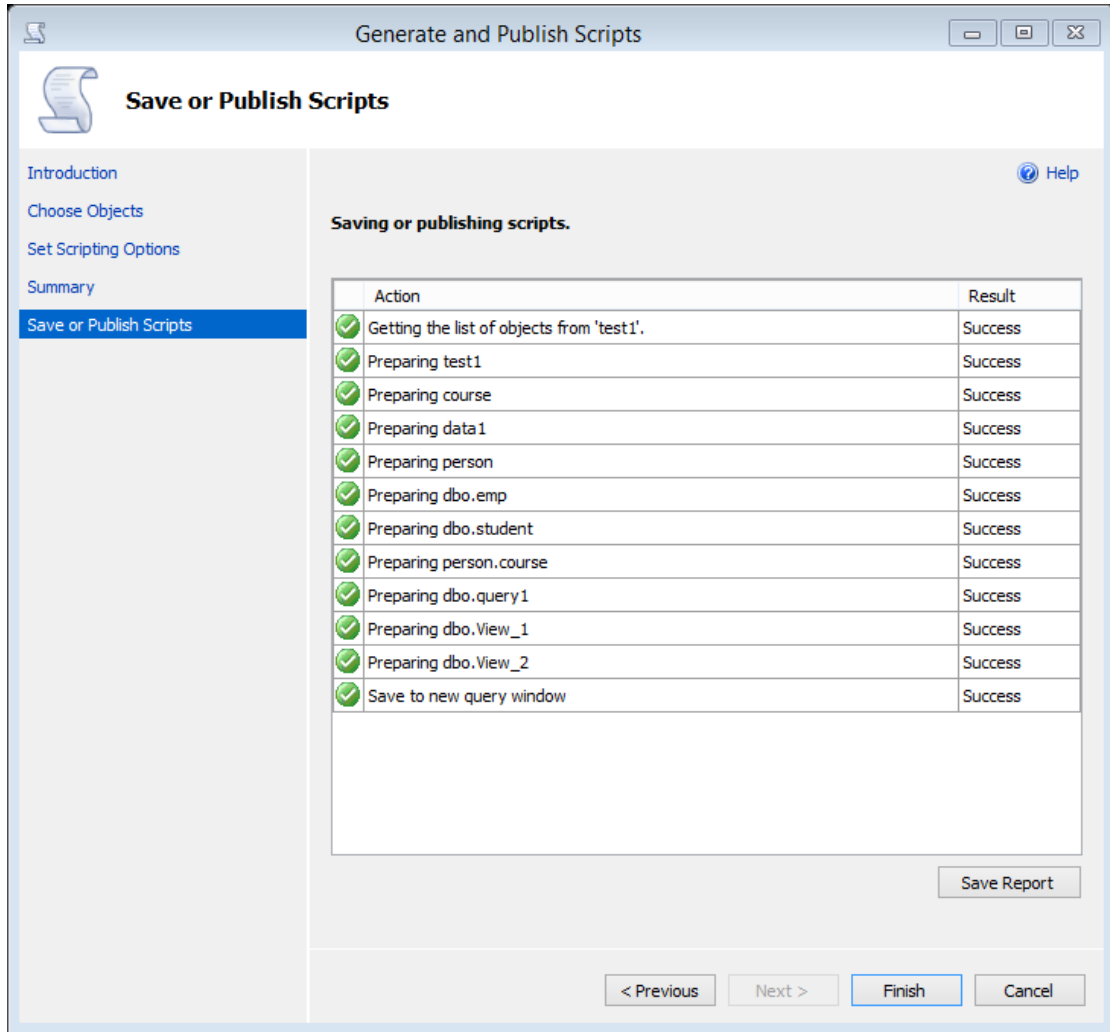 Generate and Publish Scripts
Save or Publish Scripts
Introduction
Choose Objects
Set Scripting Options
Summary
Save or Publish Scripts
Help
Saving or publishing scripts.
Action Result
Getting the list of objects from 'test1'. Success
Preparing test1 Success
Preparing course Success
Preparing data1 Success
Preparing person Success
Preparing dbo.emp Success
Preparing dbo.student Success
Preparing person.course Success
Preparing dbo.query1 Success
Preparing dbo.View_1 Success
Preparing dbo.View_2 Success
Save to new query window Success
Save Report
< Previous Next > Finish Cancel